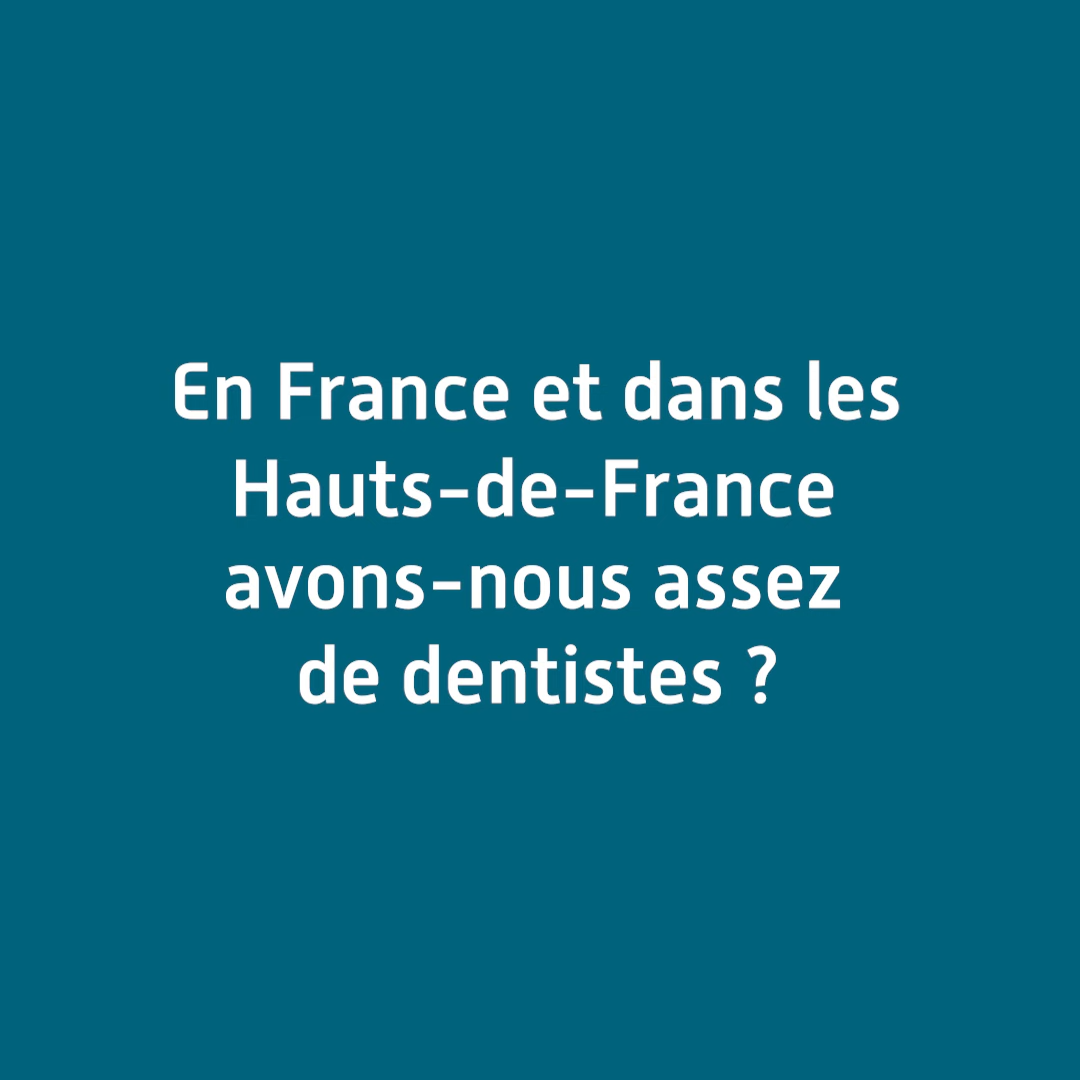 En France et dans les
Hauts-de-France
avons-nous assez
de dentistes ?